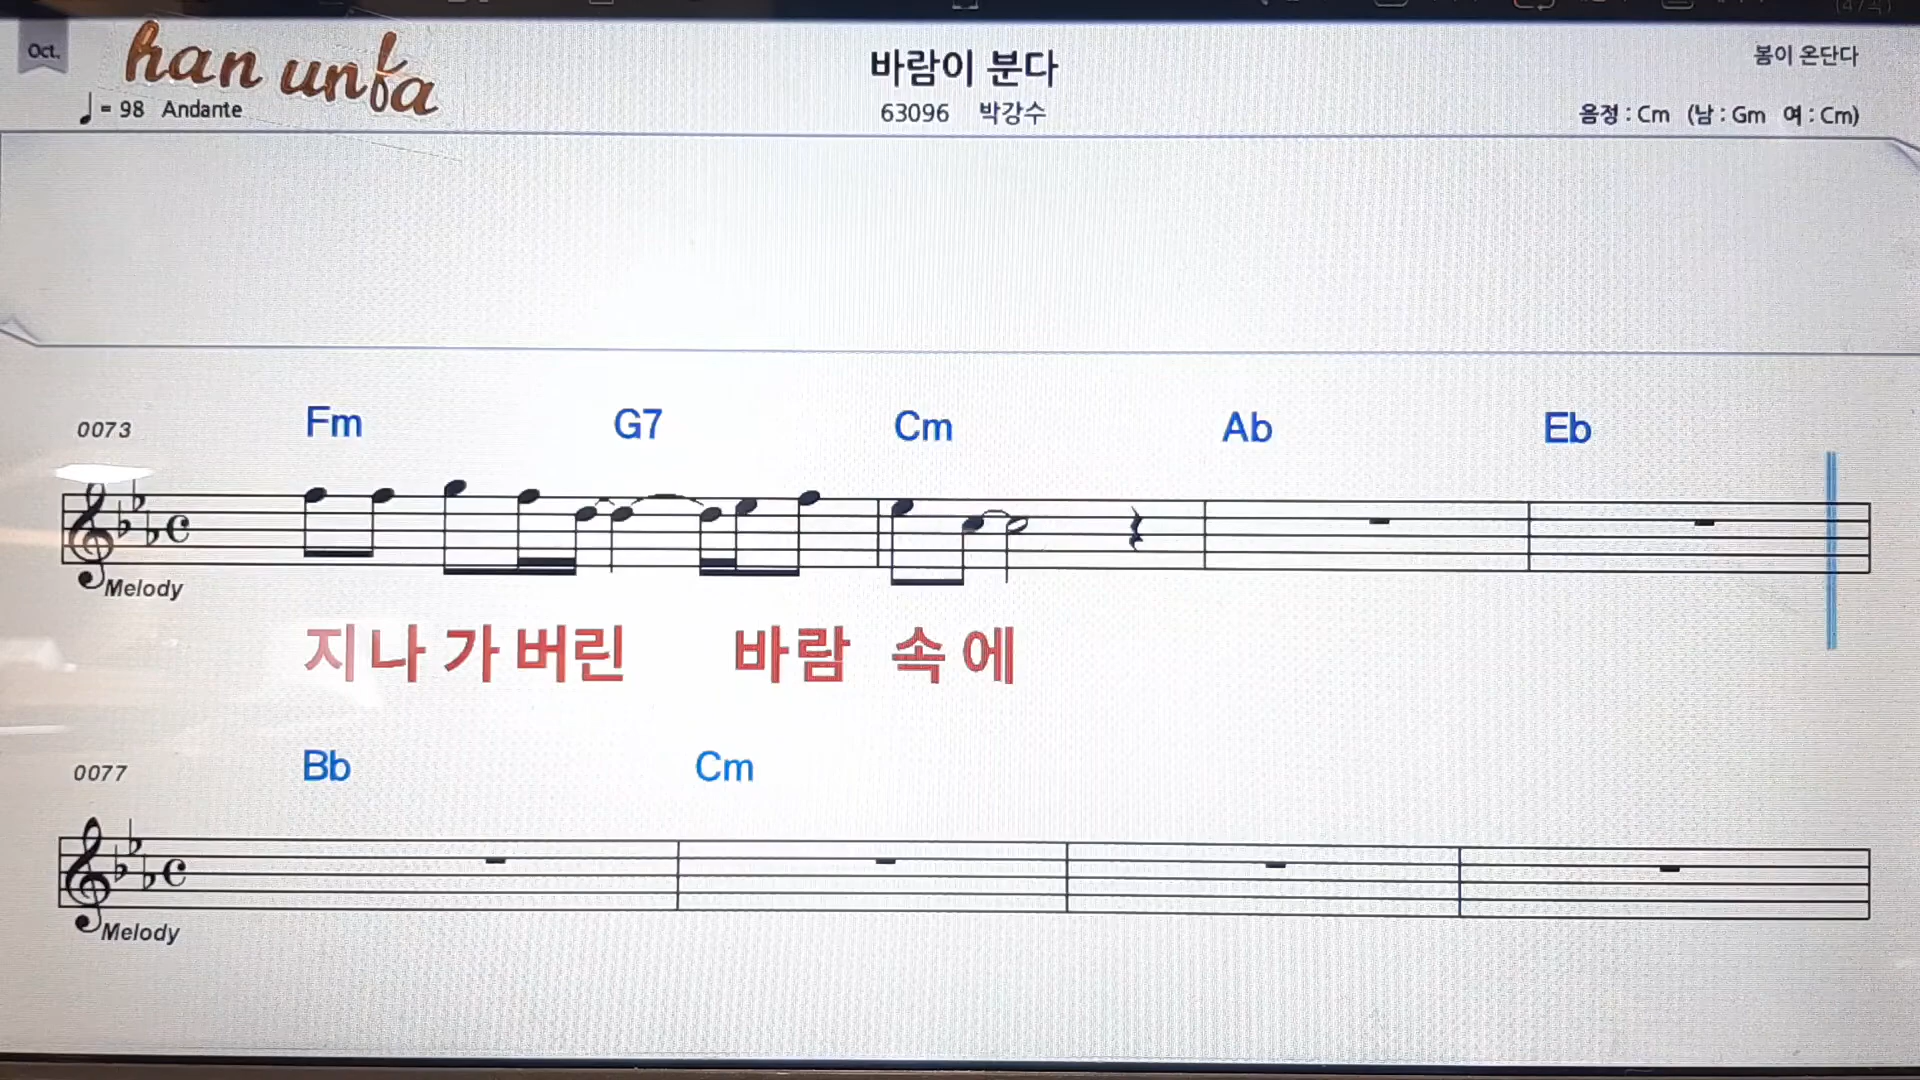 Oct.
han unfa
바람이 분다
봄이 온단다
= 98 Andante
63096 박강수
음정 : Cm (남 : Gm 여 : Cm)
0073
Fm G7 Cm Ab Eb
Melody
지나가버린 바람 속에
0077
Bb Cm
Melody